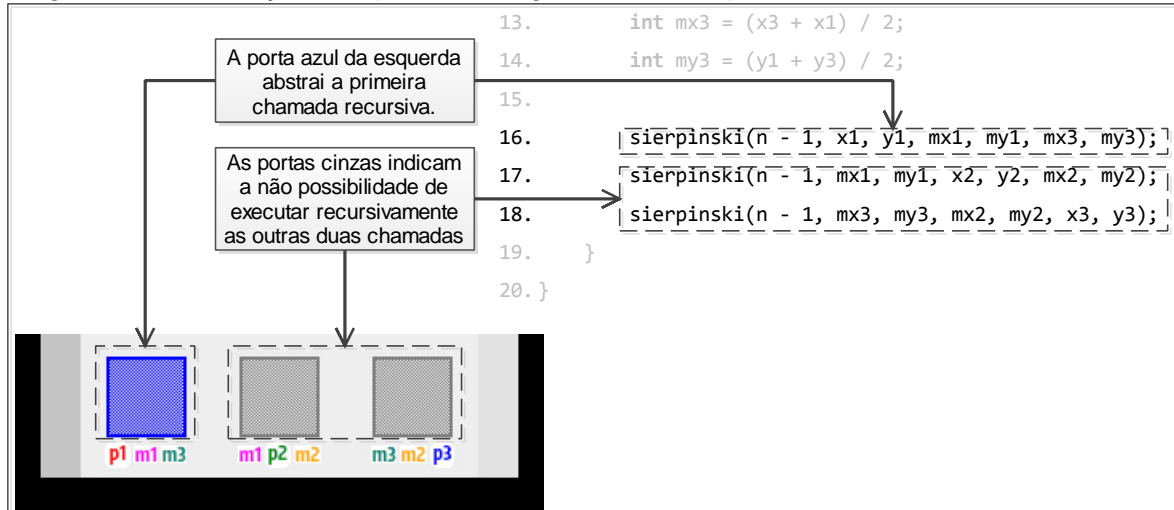 13. int mx3 = (x3 + x1) / 2;
14. int my3 = (y1 + y3) / 2;
15.
16. sierpinski(n - 1, x1, y1, mx1, my1, mx3, my3);
17. sierpinski(n - 1, mx1, my1, x2, y2, mx2, my2);
18. sierpinski(n - 1, mx3, my3, mx2, my2, x3, y3);
19. }
20. }
A porta azul da esquerda
abstrai a primeira
chamada recursiva.
As portas cinzas indicam
a não possibilidade de
executar recursivamente
as outras duas chamadas
p1 m1 m3 m1 p2 m2 m3 m2 p3